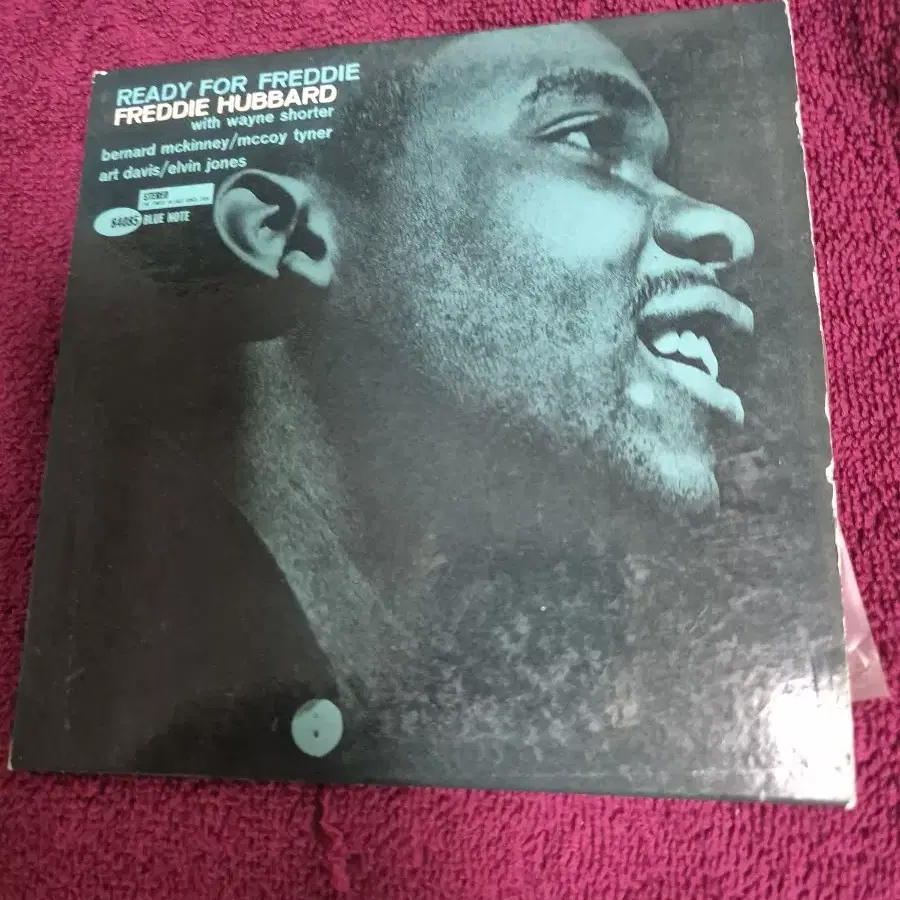 READY FOR FREDDIE
FREDDIE HUBBARD
with wayne shorter
bernard mckinney/mccoy tyner
art davis/elvin jones
STEREO
84085 BLUE NOTE